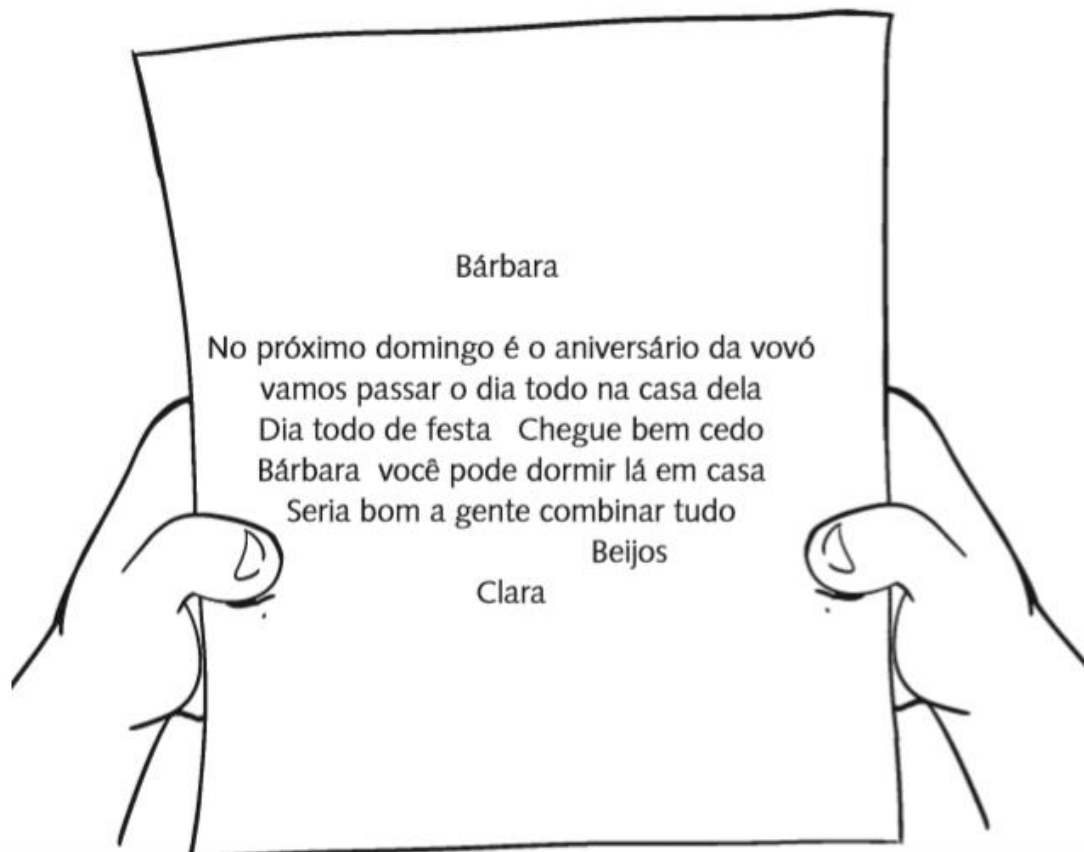 Bárbara
No próximo domingo é o aniversário da vovó
vamos passar o dia todo na casa dela
Dia todo de festa   Chegue bem cedo
Bárbara  você pode dormir lá em casa
Seria bom a gente combinar tudo
Beijos
Clara